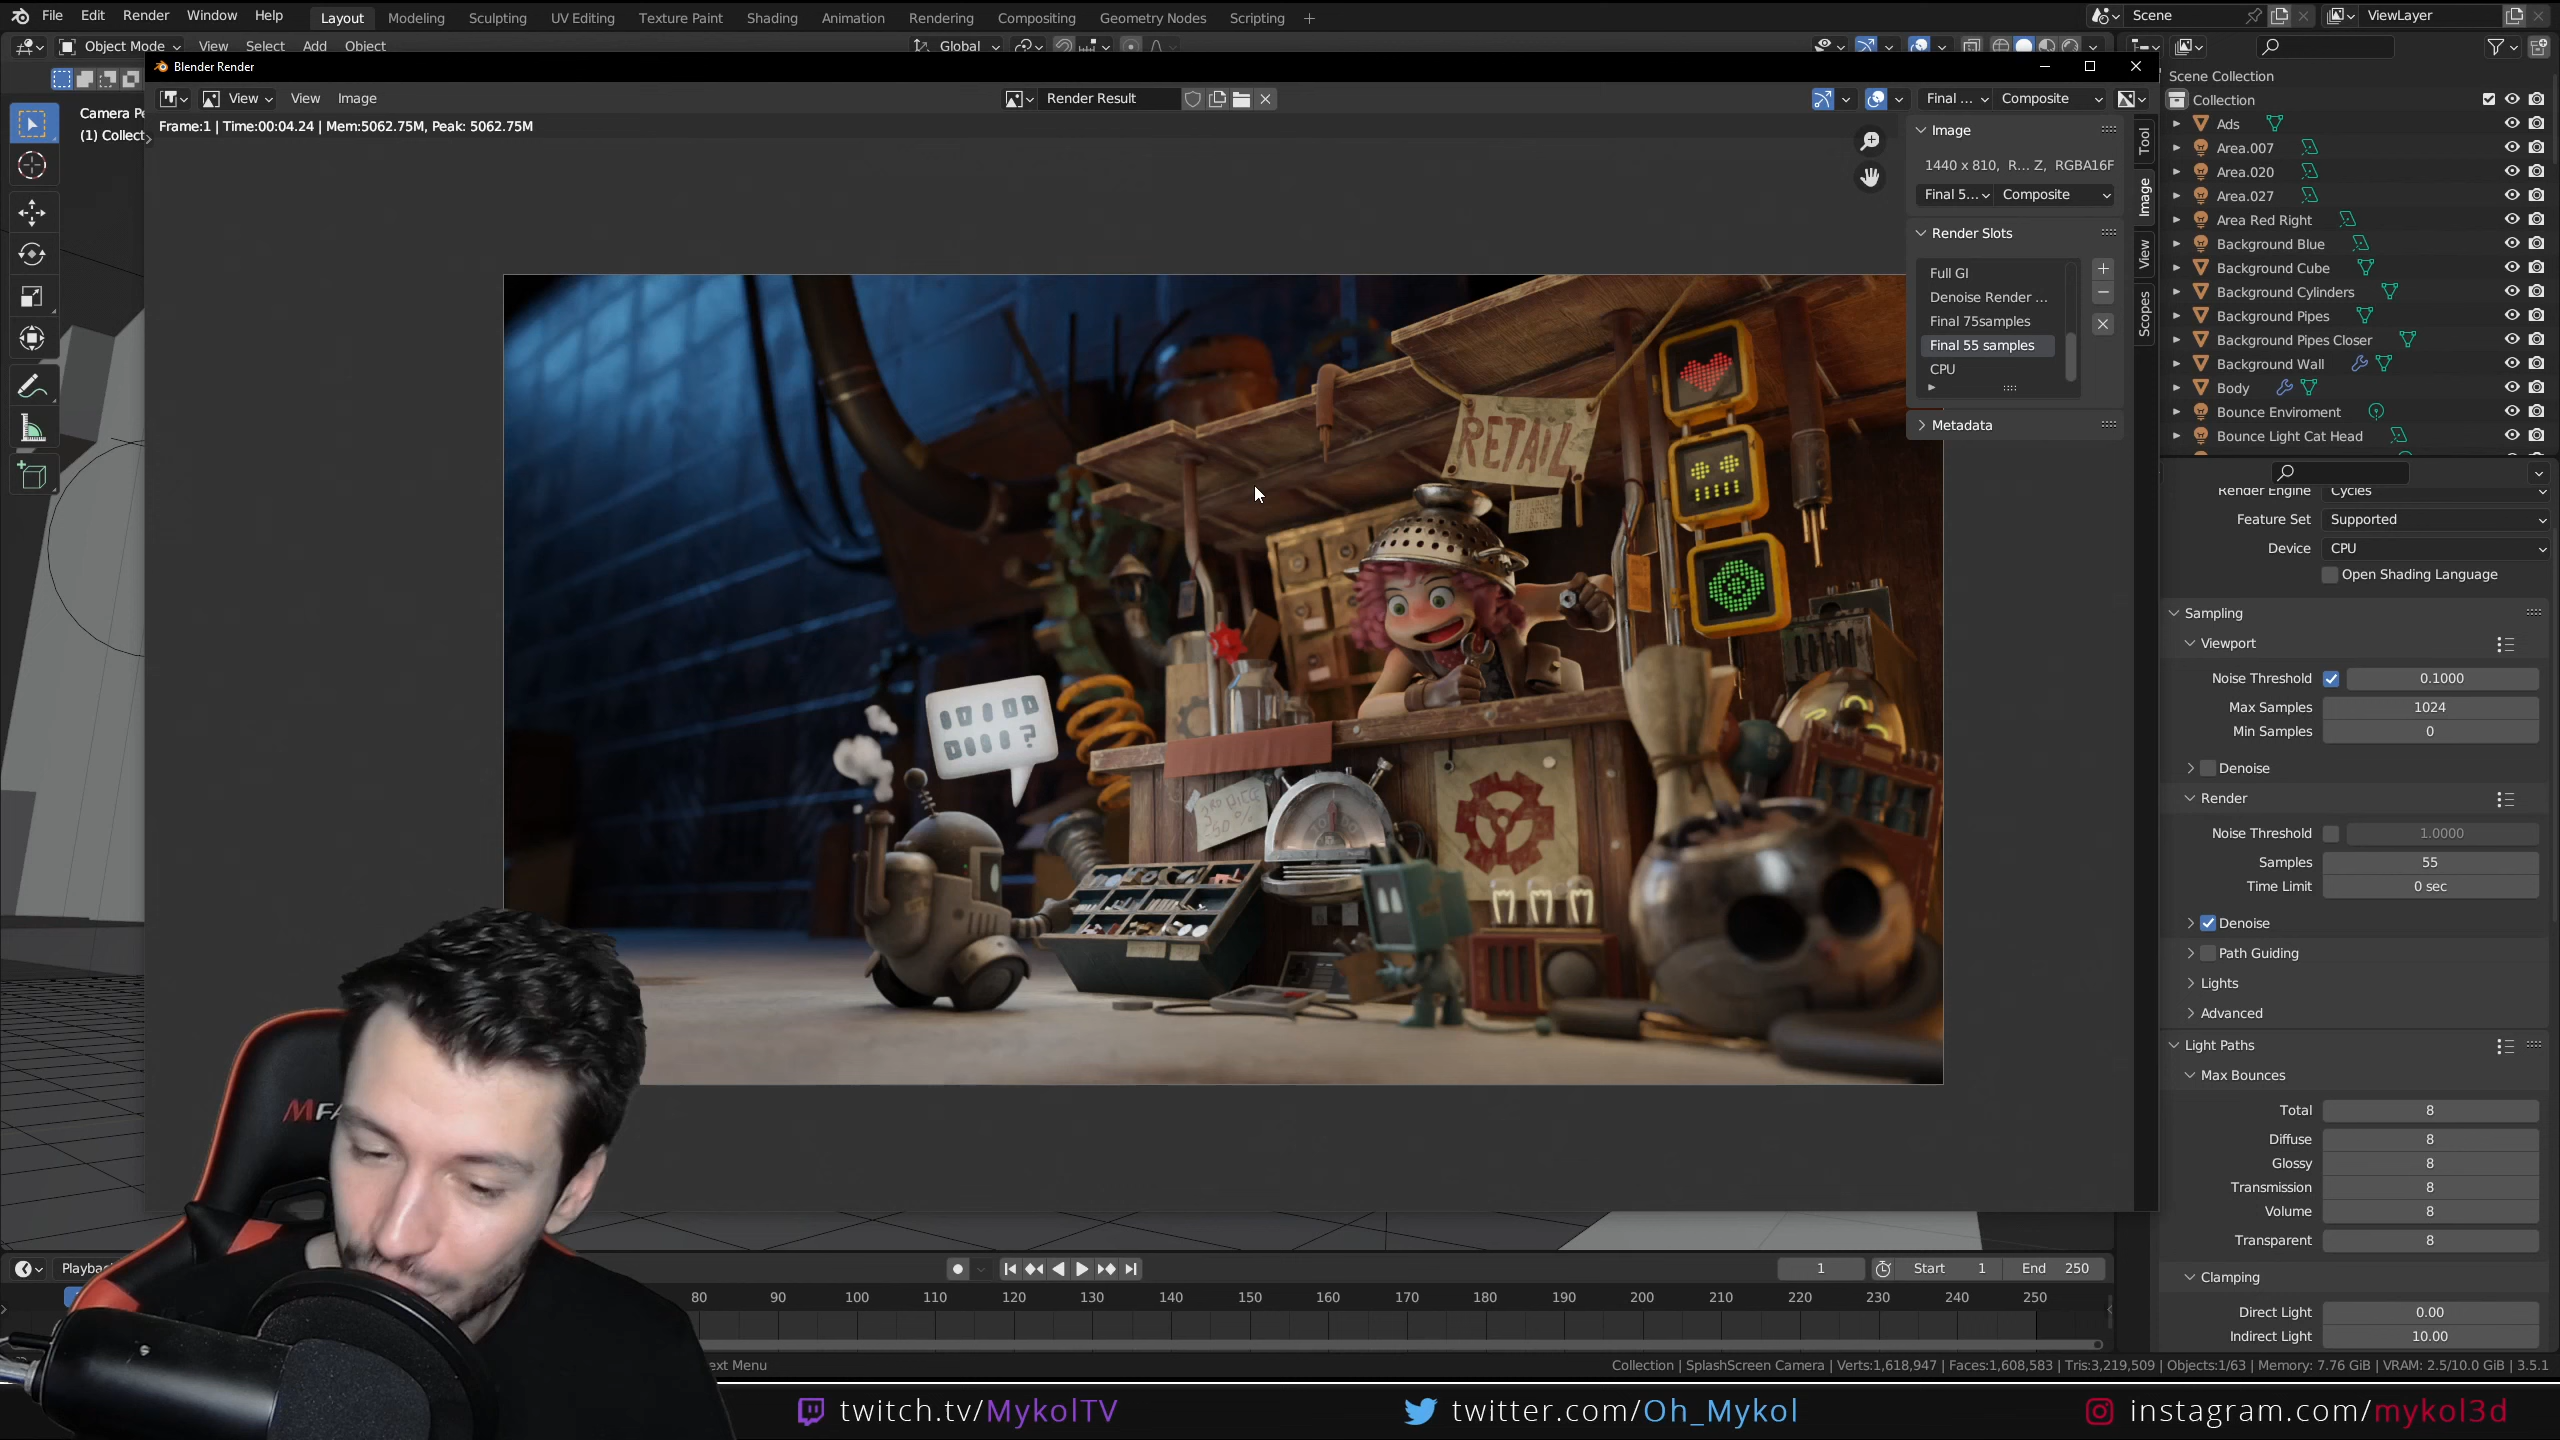 File Edit Render Window Help Layout Modeling Sculpting UV Editing Texture Paint Shading Animation Rendering Compositing Geometry Nodes Scripting + Scene ViewLayer
Object Mode View Select Add Object Global
Blender Render
View View Image Render Result Final ... Composite
Frame:1 | Time:00:04.24 | Mem:5062.75M, Peak: 5062.75M
Camera Pe
(1) Collect
Image
1440 x 810, R... Z, RGBA16F
Final 5... Composite
Render Slots
Full GI
Denoise Render ...
Final 75samples
Final 55 samples
CPU
Metadata
Tool
Image
View
Scopes
RETAIL
3RD PIECE
-50%
Scene Collection
Collection
Ads
Area.007
Area.020
Area.027
Area Red Right
Background Blue
Background Cube
Background Cylinders
Background Pipes
Background Pipes Closer
Background Wall
Body
Bounce Enviroment
Bounce Light Cat Head
Render Engine Cycles
Feature Set Supported
Device CPU
Open Shading Language
Sampling
Viewport
Noise Threshold 0.1000
Max Samples 1024
Min Samples 0
Denoise
Render
Noise Threshold 1.0000
Samples 55
Time Limit 0 sec
Denoise
Path Guiding
Lights
Advanced
Light Paths
Max Bounces
Total 8
Diffuse 8
Glossy 8
Transmission 8
Volume 8
Transparent 8
Clamping
Direct Light 0.00
Indirect Light 10.00
Playbac
1 Start 1 End 250
80 90 100 110 120 130 140 150 160 170 180 190 200 210 220 230 240 250
ext Menu
Collection | SplashScreen Camera | Verts:1,618,947 | Faces:1,608,583 | Tris:3,219,509 | Objects:1/63 | Memory: 7.76 GiB | VRAM: 2.5/10.0 GiB | 3.5.1
MFA
twitch.tv/MykolTV twitter.com/Oh_Mykol instagram.com/mykol3d